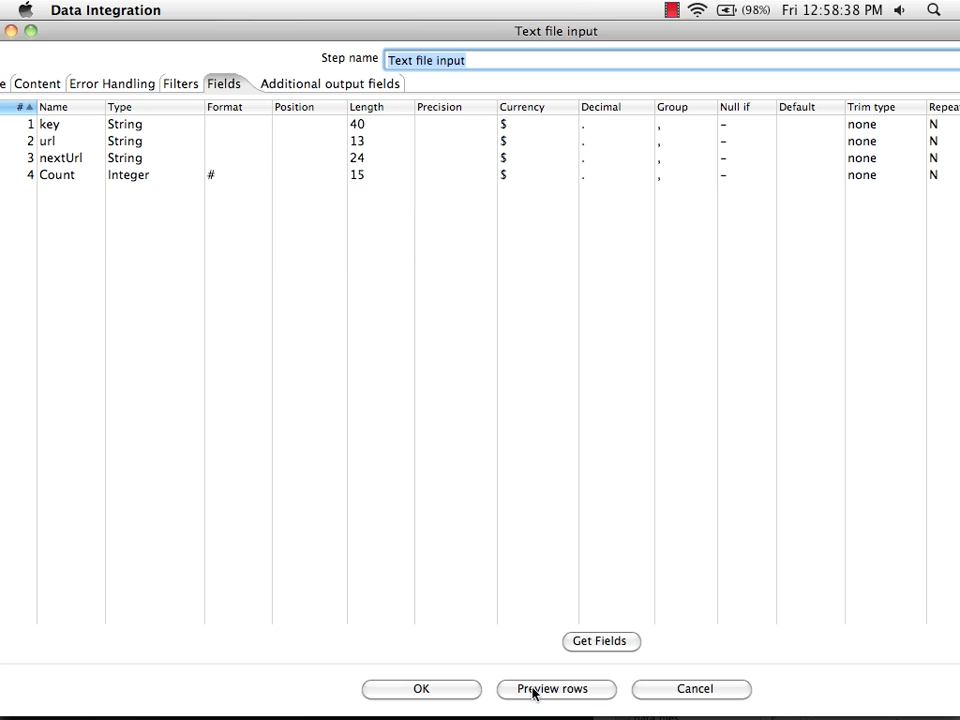 Data Integration (98%) Fri 12:58:38 PM
Text file input
Step name Text file input
e Content Error Handling Filters Fields Additional output fields
# Name Type Format Position Length Precision Currency Decimal Group Null if Default Trim type Repea
1 key String 40 $ . , - none N
2 url String 13 $ . , - none N
3 nextUrl String 24 $ . , - none N
4 Count Integer # 15 $ . , - none N
Get Fields
OK Preview rows Cancel